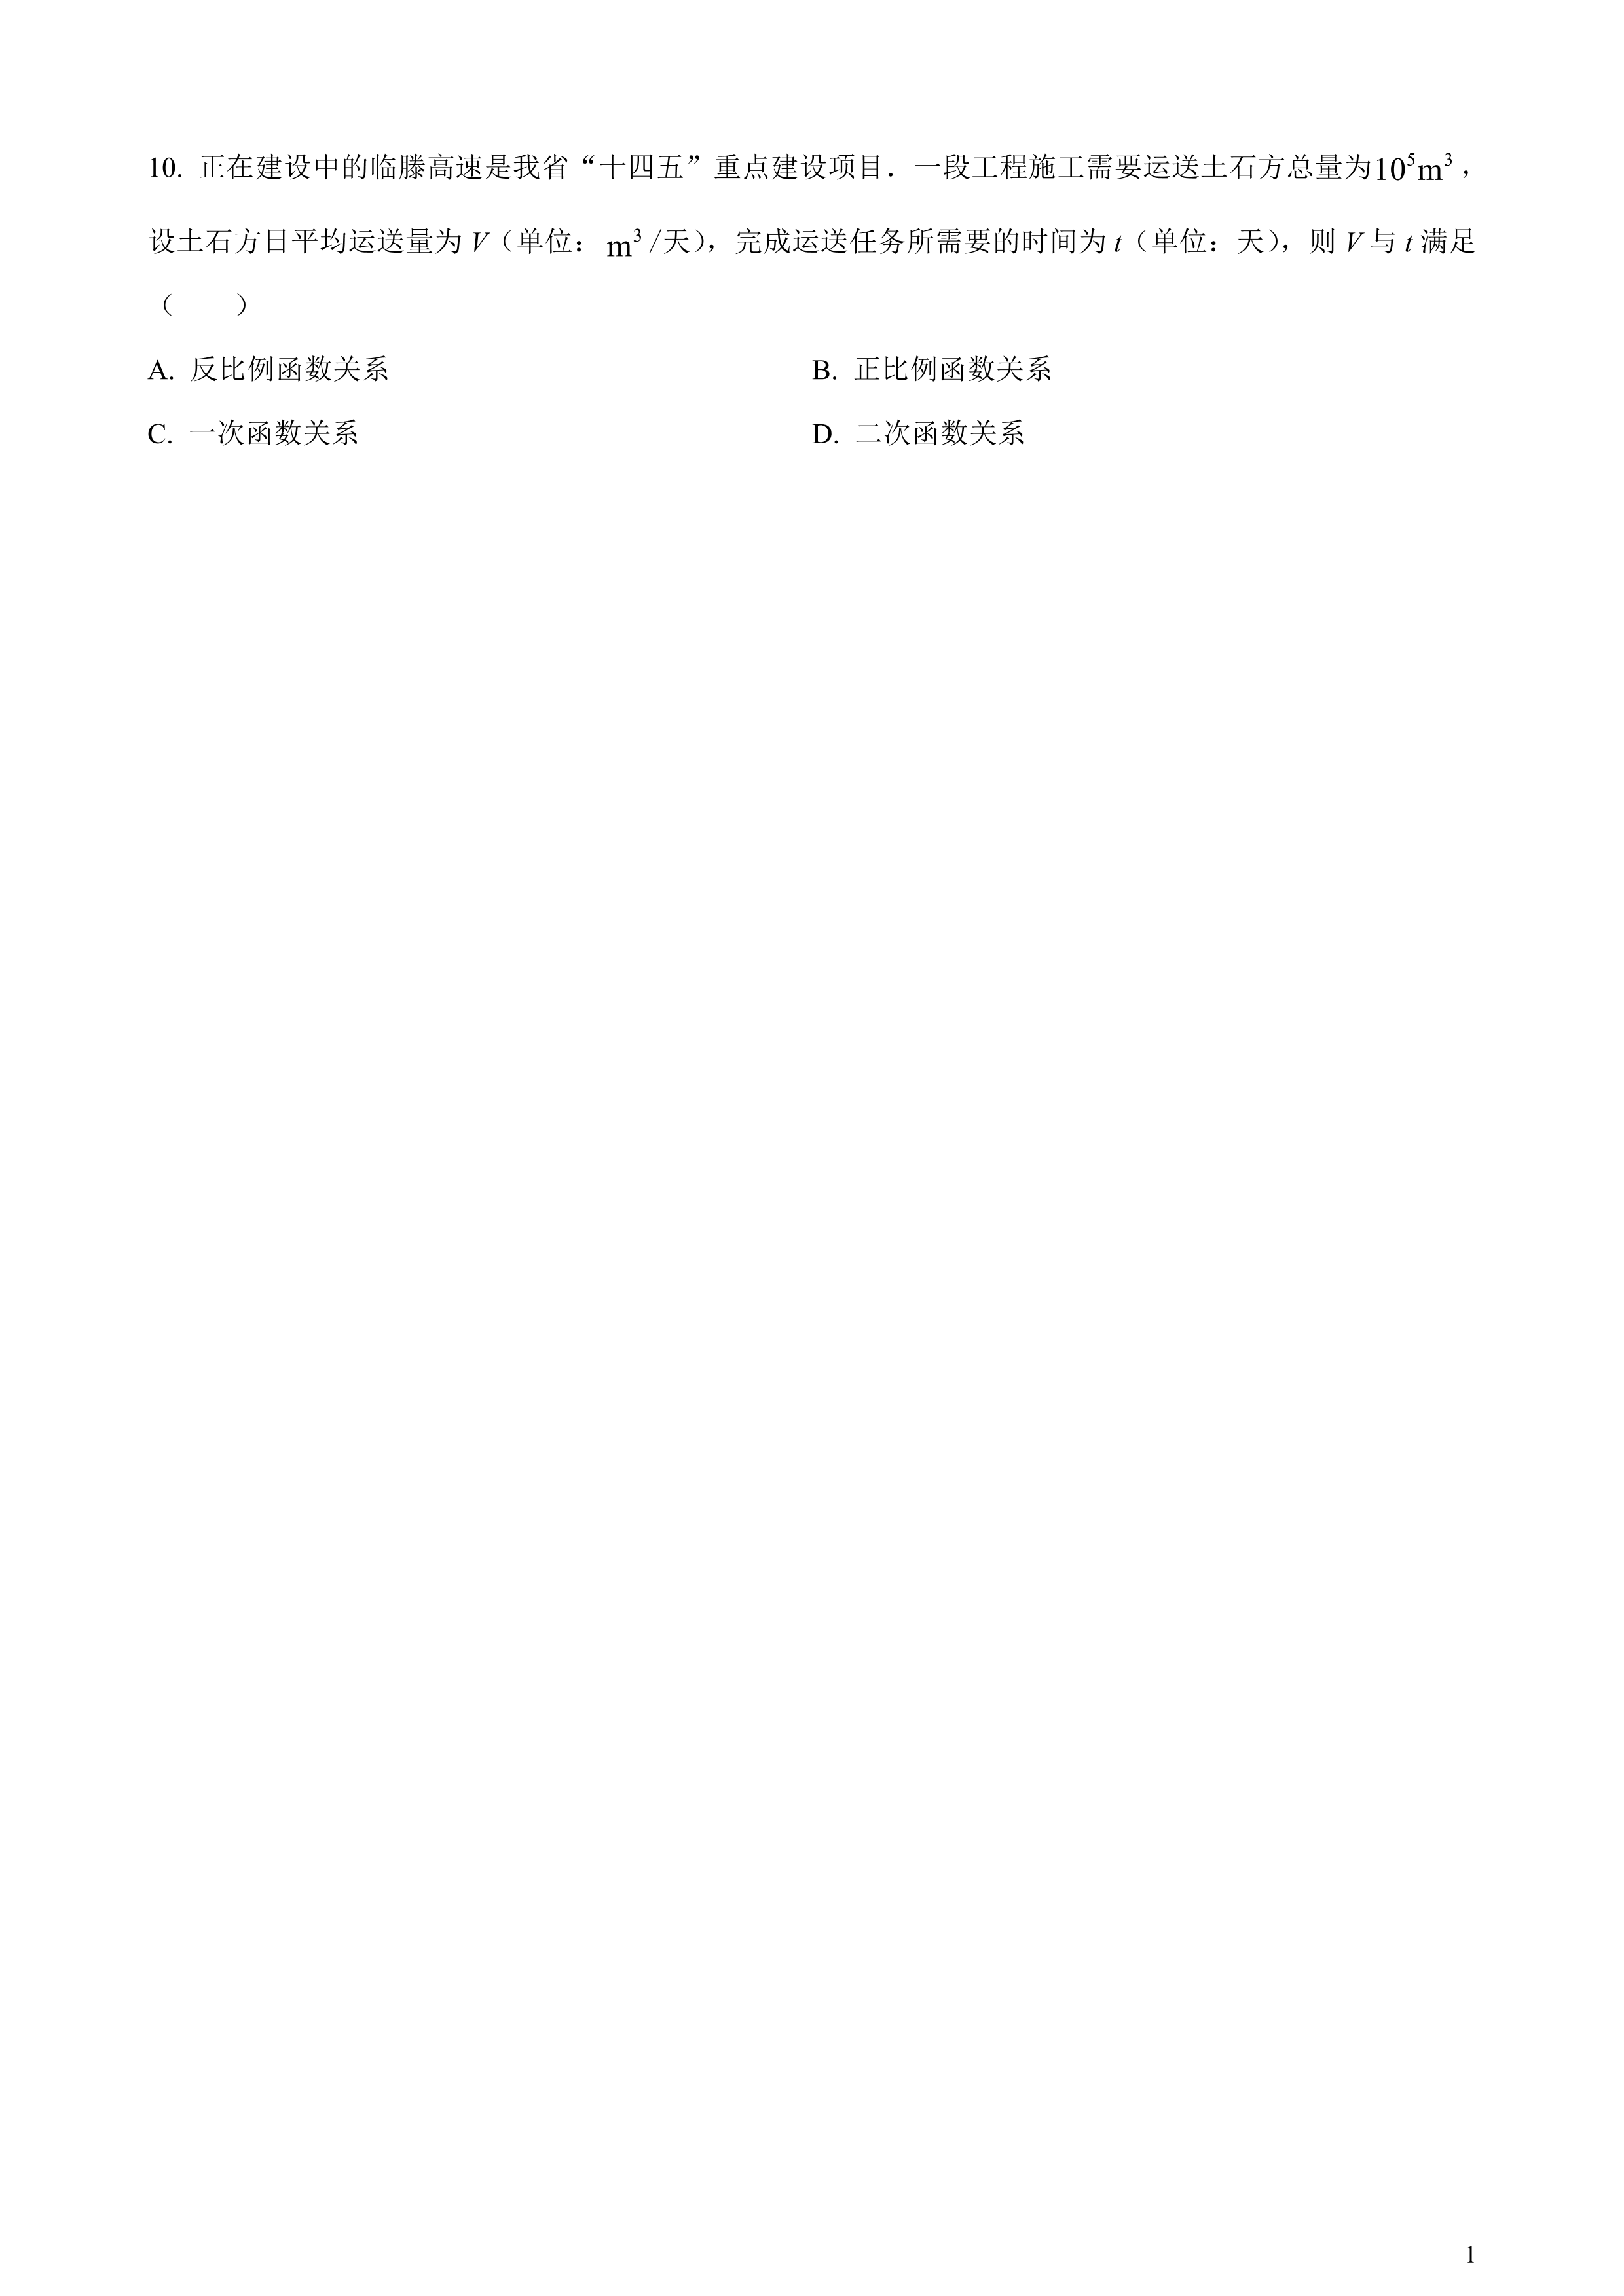 10. 正在建设中的临滕高速是我省“十四五”重点建设项目．一段工程施工需要运送土石方总量为10⁵m³，
设土石方日平均运送量为 V（单位：m³/天），完成运送任务所需要的时间为 t（单位：天），则 V 与 t 满足
（　　）
A. 反比例函数关系 B. 正比例函数关系
C. 一次函数关系 D. 二次函数关系
1